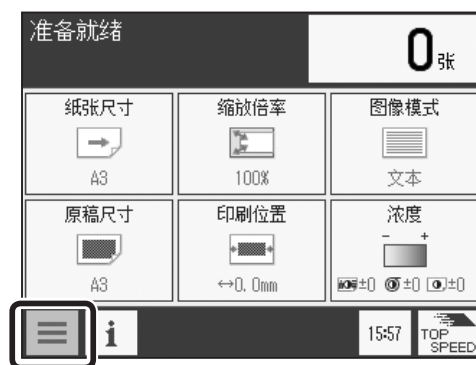 准备就绪
0张
纸张尺寸 缩放倍率 图像模式
A3 100% 文本
原稿尺寸 印刷位置 浓度
- +
A3 ↔0.0mm ±0 ±0 ±0
i 15:57 TOP SPEED